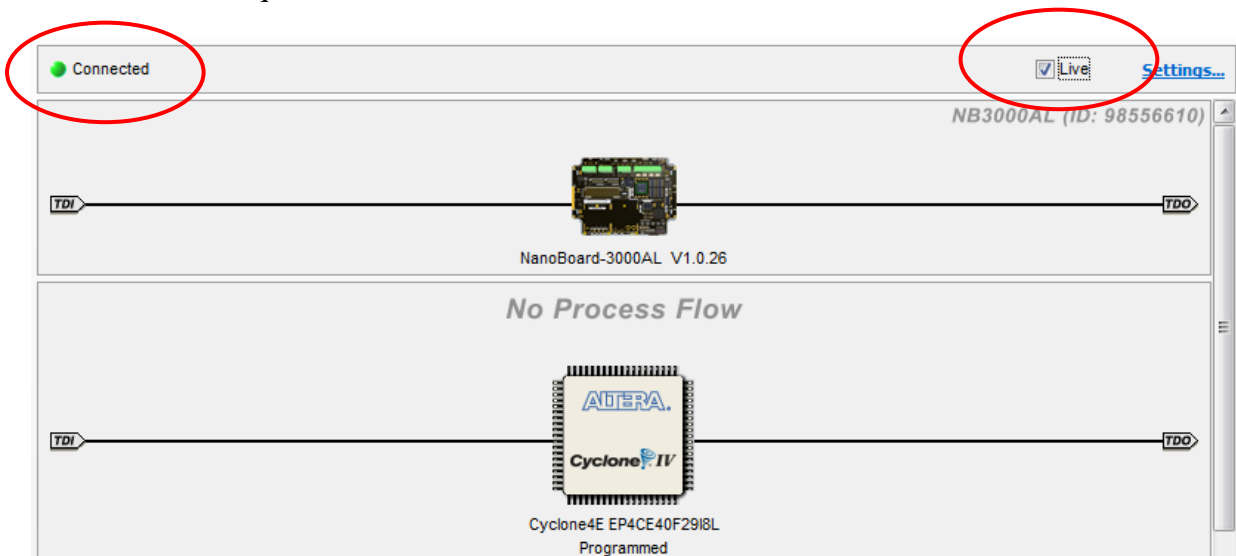 Connected
Live
Settings...
NB3000AL (ID: 98556610)
TDI
TDO
NanoBoard-3000AL V1.0.26
No Process Flow
ALTERA.
TDI
TDO
Cyclone IV
Cyclone4E EP4CE40F29I8L
Programmed